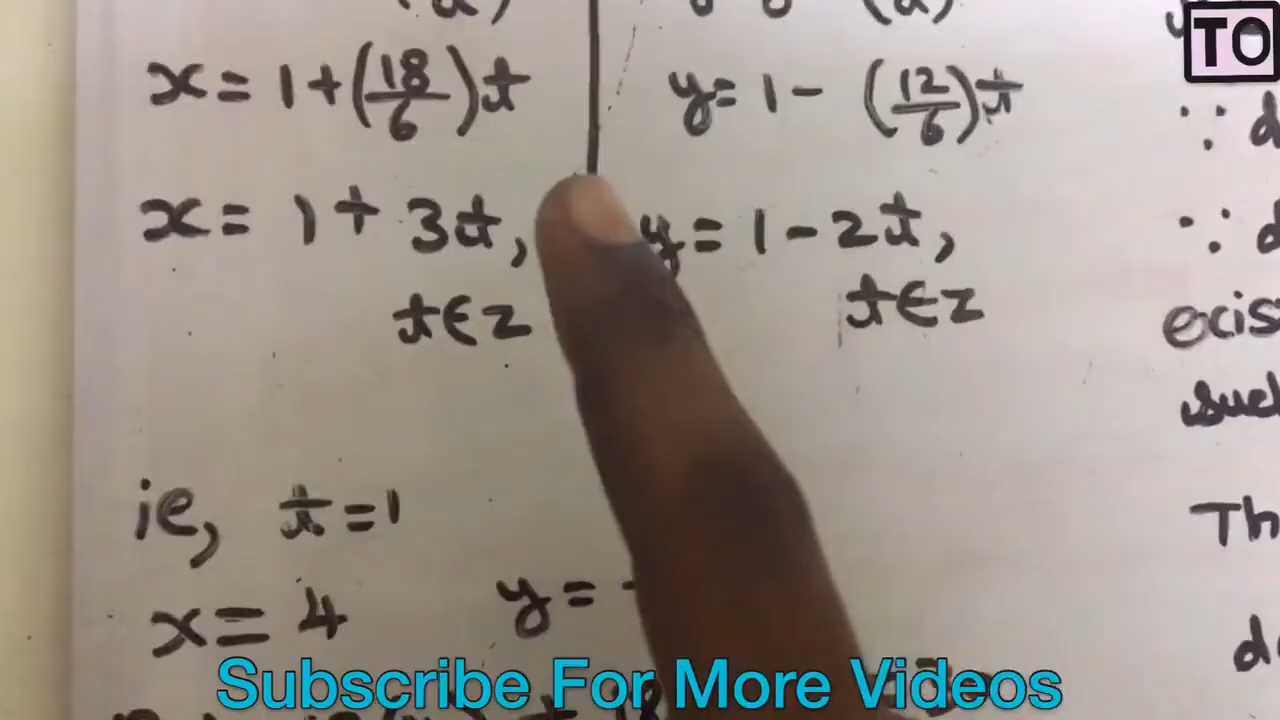 x = 1 + (18/6)t
y = 1 - (12/6)t
x = 1 + 3t, y = 1 - 2t,
t ∈ z t ∈ z
ie, t = 1
x = 4 y = -
TO
∵ d
∵ d
exis
such
Th
Subscribe For More Videos